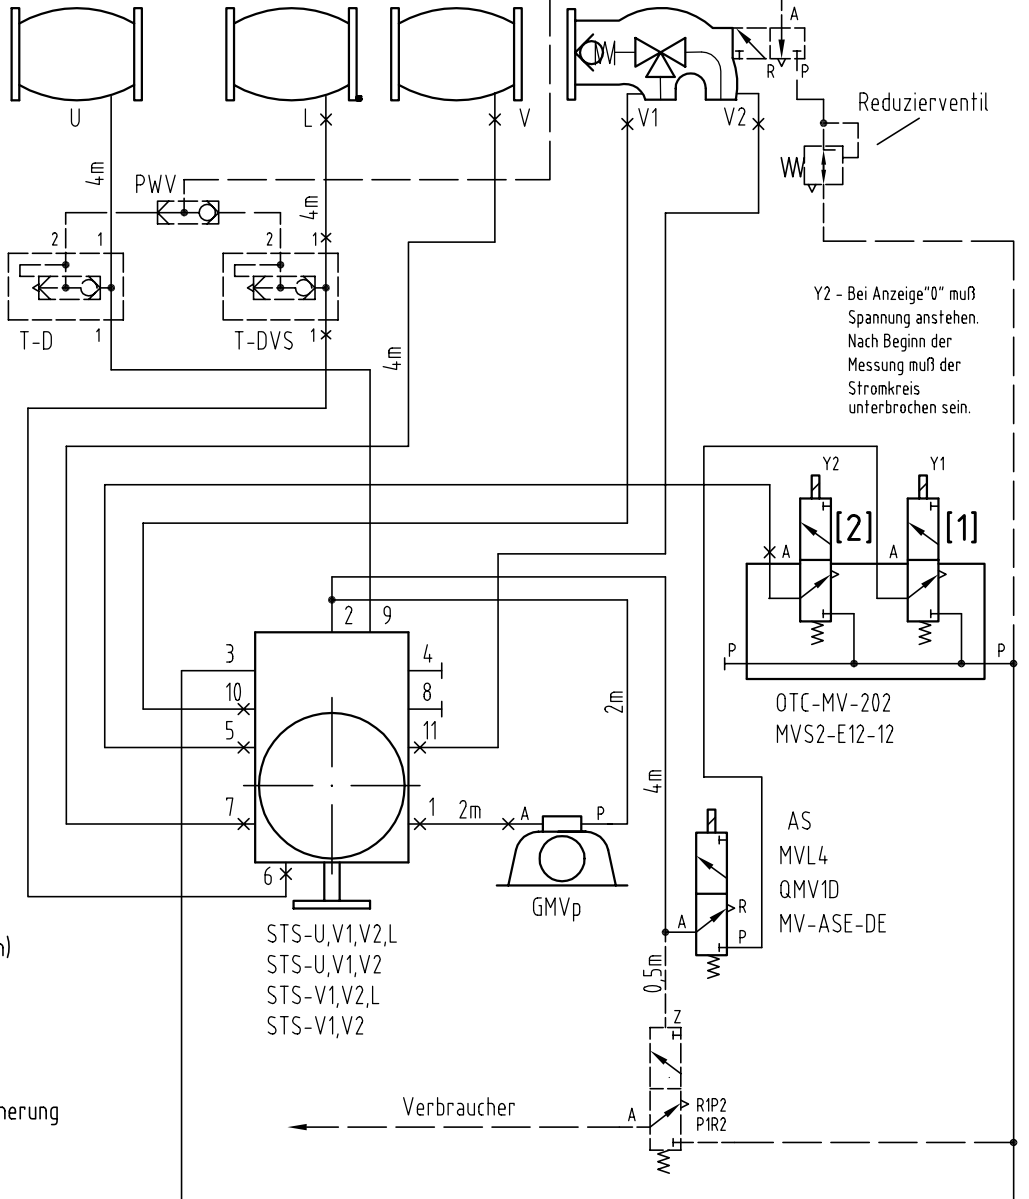 A
R
P
U
L
V
V1
V2
Reduzierventil
4m
PWV
4m
2
1
2
1
T-D
1
T-DVS
1
4m
Y2 - Bei Anzeige"0" muß
Spannung anstehen.
Nach Beginn der
Messung muß der
Stromkreis
unterbrochen sein.
Y2
Y1
[2]
[1]
A
A
2
9
3
4
P
P
10
8
2m
OTC-MV-202
5
11
MVS2-E12-12
4m
7
1
2m
A
P
AS
MVL4
6
QMV1D
GMVp
R
MV-ASE-DE
A
P
STS-U,V1,V2,L
STS-U,V1,V2
STS-V1,V2,L
STS-V1,V2
0,5m
Z
Verbraucher
A
R1P2
P1R2
nerung